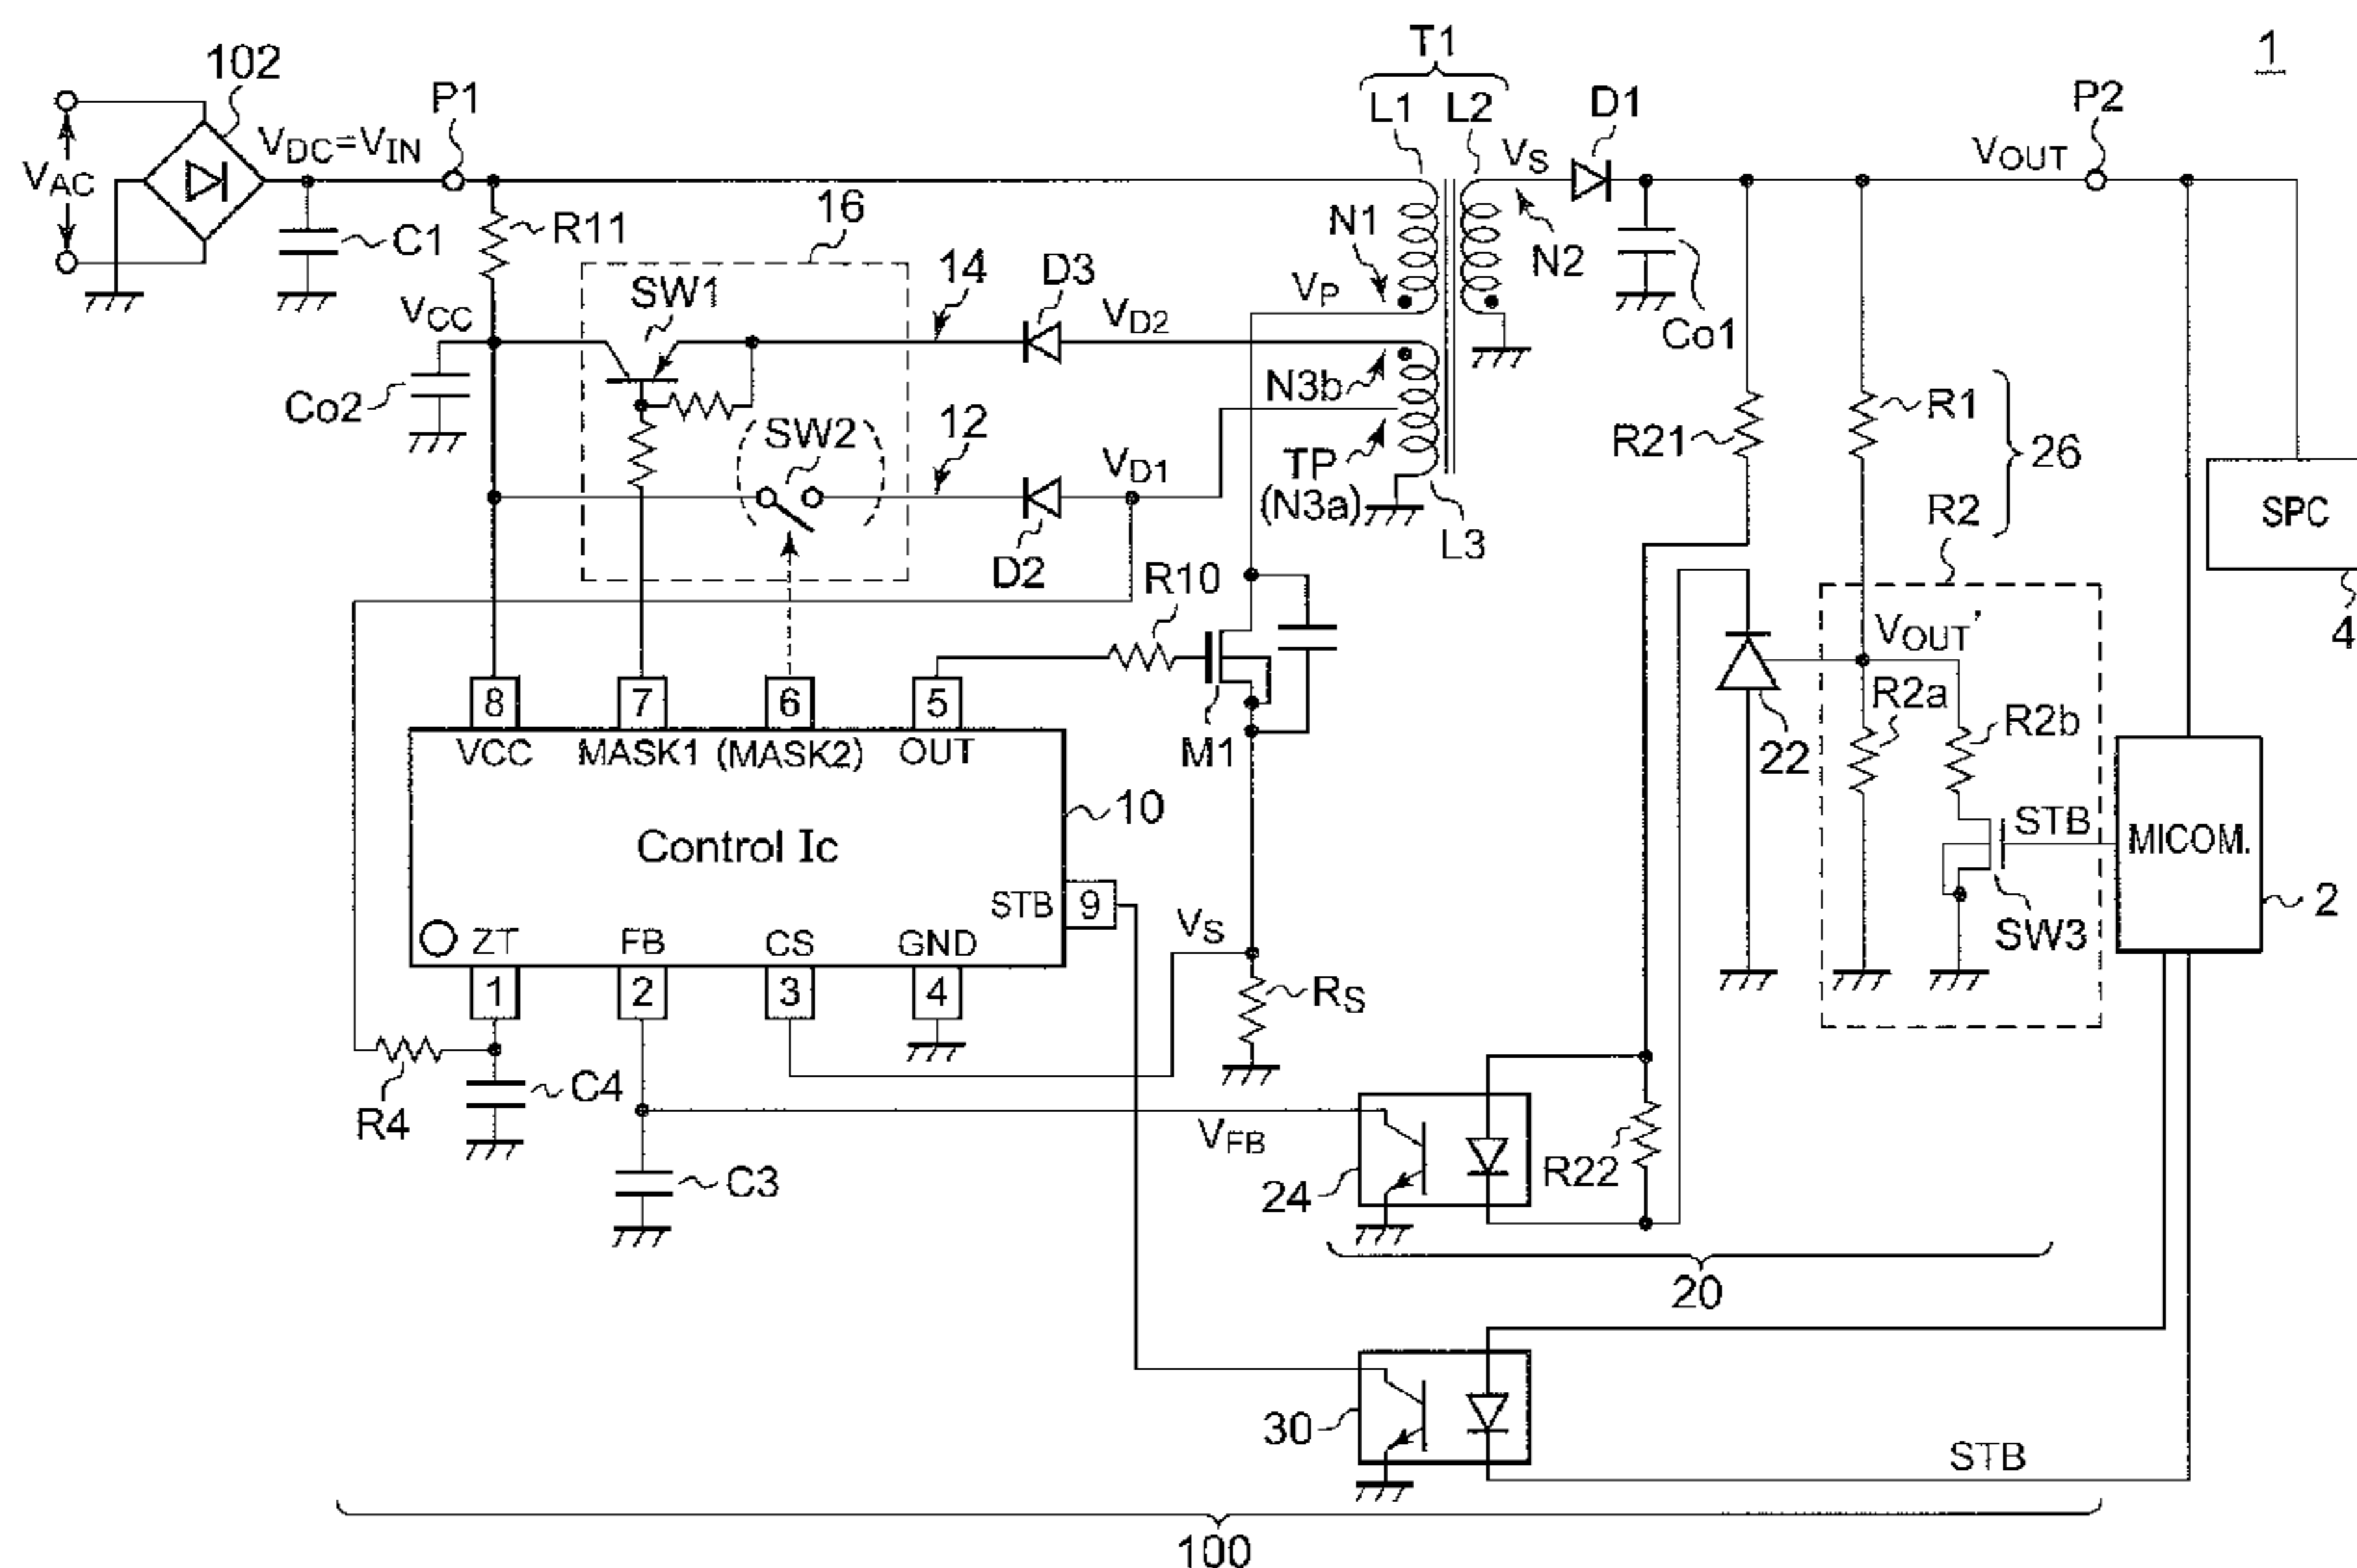 T1
1
102
P1
L1
L2
D1
P2
VDC=VIN
VS
VOUT
VAC
16
N1
R11
C1
14
D3
N2
SW1
VP
VCC
VD2
Co1
Co2
N3b
R1
SW2
12
R21
26
VD1
TP
(N3a)
R2
SPC
L3
D2
R10
VOUT'
4
R2a
8
7
6
5
R2b
VCC
MASK1
(MASK2)
OUT
M1
22
10
STB
Control Ic
MICOM.
STB
9
2
VS
ZT
FB
CS
GND
SW3
1
2
3
4
RS
C4
R4
VFB
R22
C3
24
20
30
STB
100